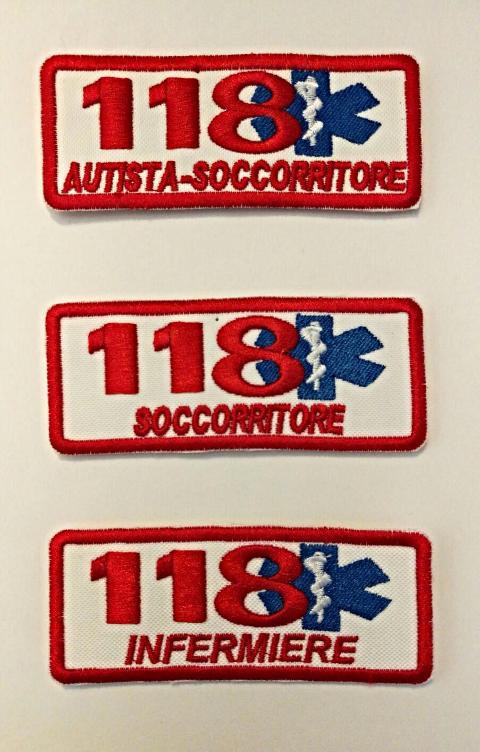 118
AUTISTA-SOCCORRITORE
118
SOCCORRITORE
118
INFERMIERE